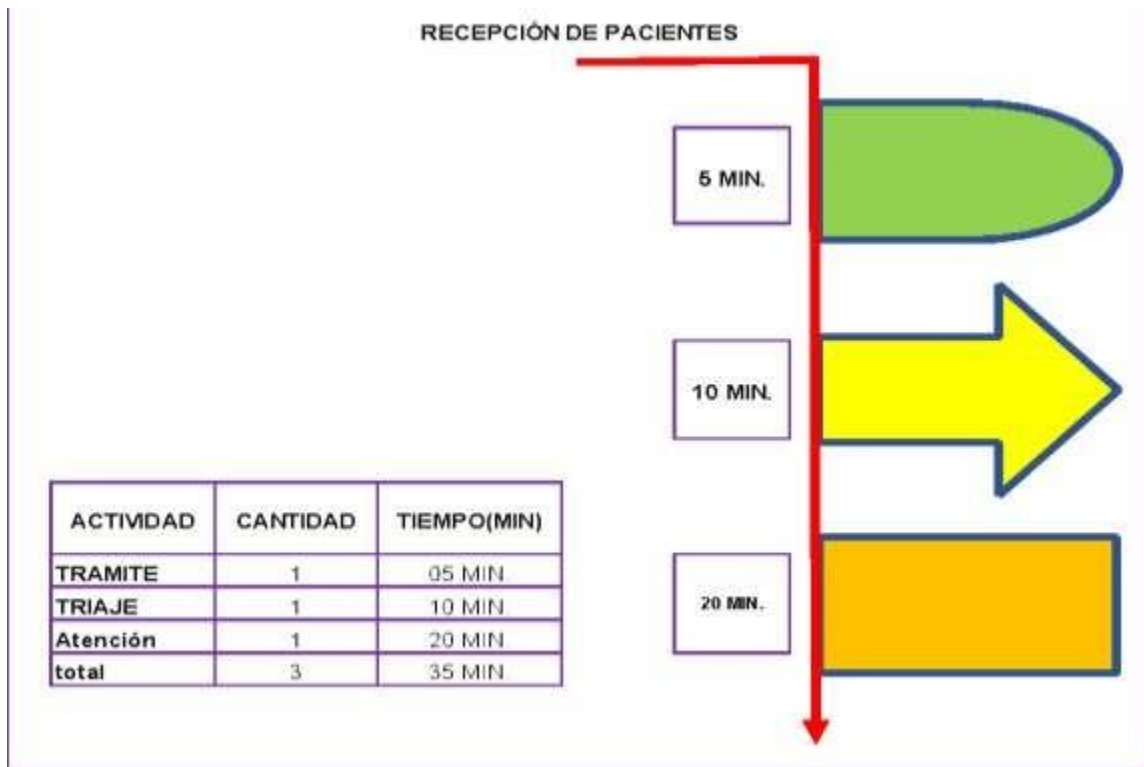 RECEPCIÓN DE PACIENTES
5 MIN.
10 MIN.
20 MIN.
ACTIVIDAD CANTIDAD TIEMPO(MIN)
TRAMITE 1 05 MIN
TRIAJE 1 10 MIN
Atención 1 20 MIN
total 3 35 MIN